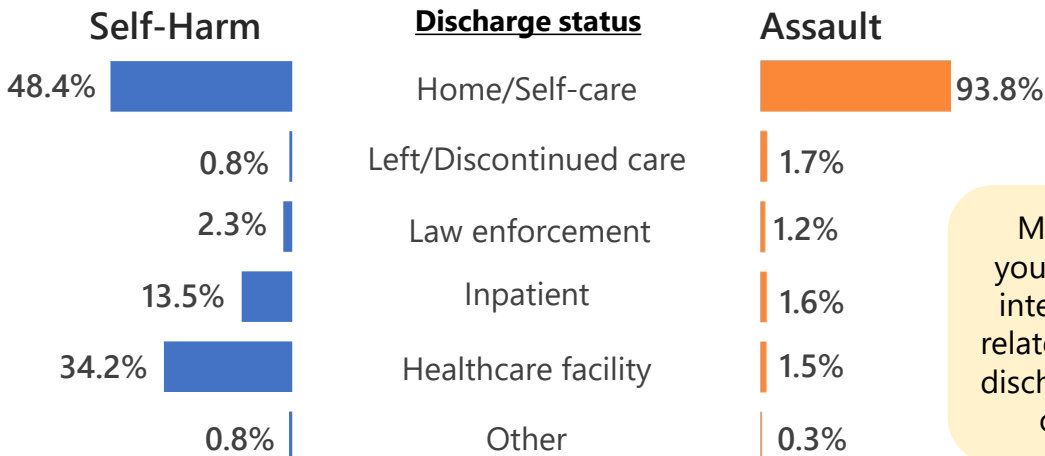 Self-Harm Discharge status Assault
48.4% Home/Self-care 93.8%
0.8% Left/Discontinued care 1.7%
2.3% Law enforcement 1.2%
13.5% Inpatient 1.6%
34.2% Healthcare facility 1.5%
0.8% Other 0.3%